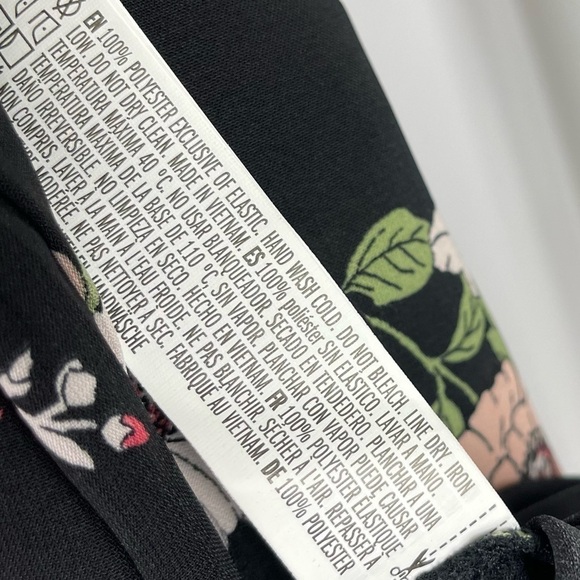 EN 100% POLYESTER EXCLUSIVE OF ELASTIC. HAND WASH COLD. DO NOT BLEACH. LINE DRY. IRON
LOW. DO NOT DRY CLEAN. MADE IN VIETNAM. ES 100% poliéster SIN ELASTICO. LAVAR A MANO.
TEMPERATURA MÁXIMA 40 °C. NO USAR BLANQUEADOR. SECADO EN TENDEDERO. PLANCHAR A UNA
TEMPERATURA MÁXIMA DE LA BASE DE 110 °C, SIN VAPOR. PLANCHAR CON VAPOR PUEDE CAUSAR
DAÑO IRREVERSIBLE. NO LIMPIEZA EN SECO. HECHO EN VIETNAM FR 100% POLYESTER ELASTIQUE
COMPRIS. LAVER À LA MAIN À L'EAU FROIDE. NE PAS BLANCHIR. SÉCHER À L'AIR. REPASSER À
MODÉRÉE. NE PAS NETTOYER À SEC. FABRIQUÉ AU VIETNAM. DE 100% POLYESTER
WÄSCHE